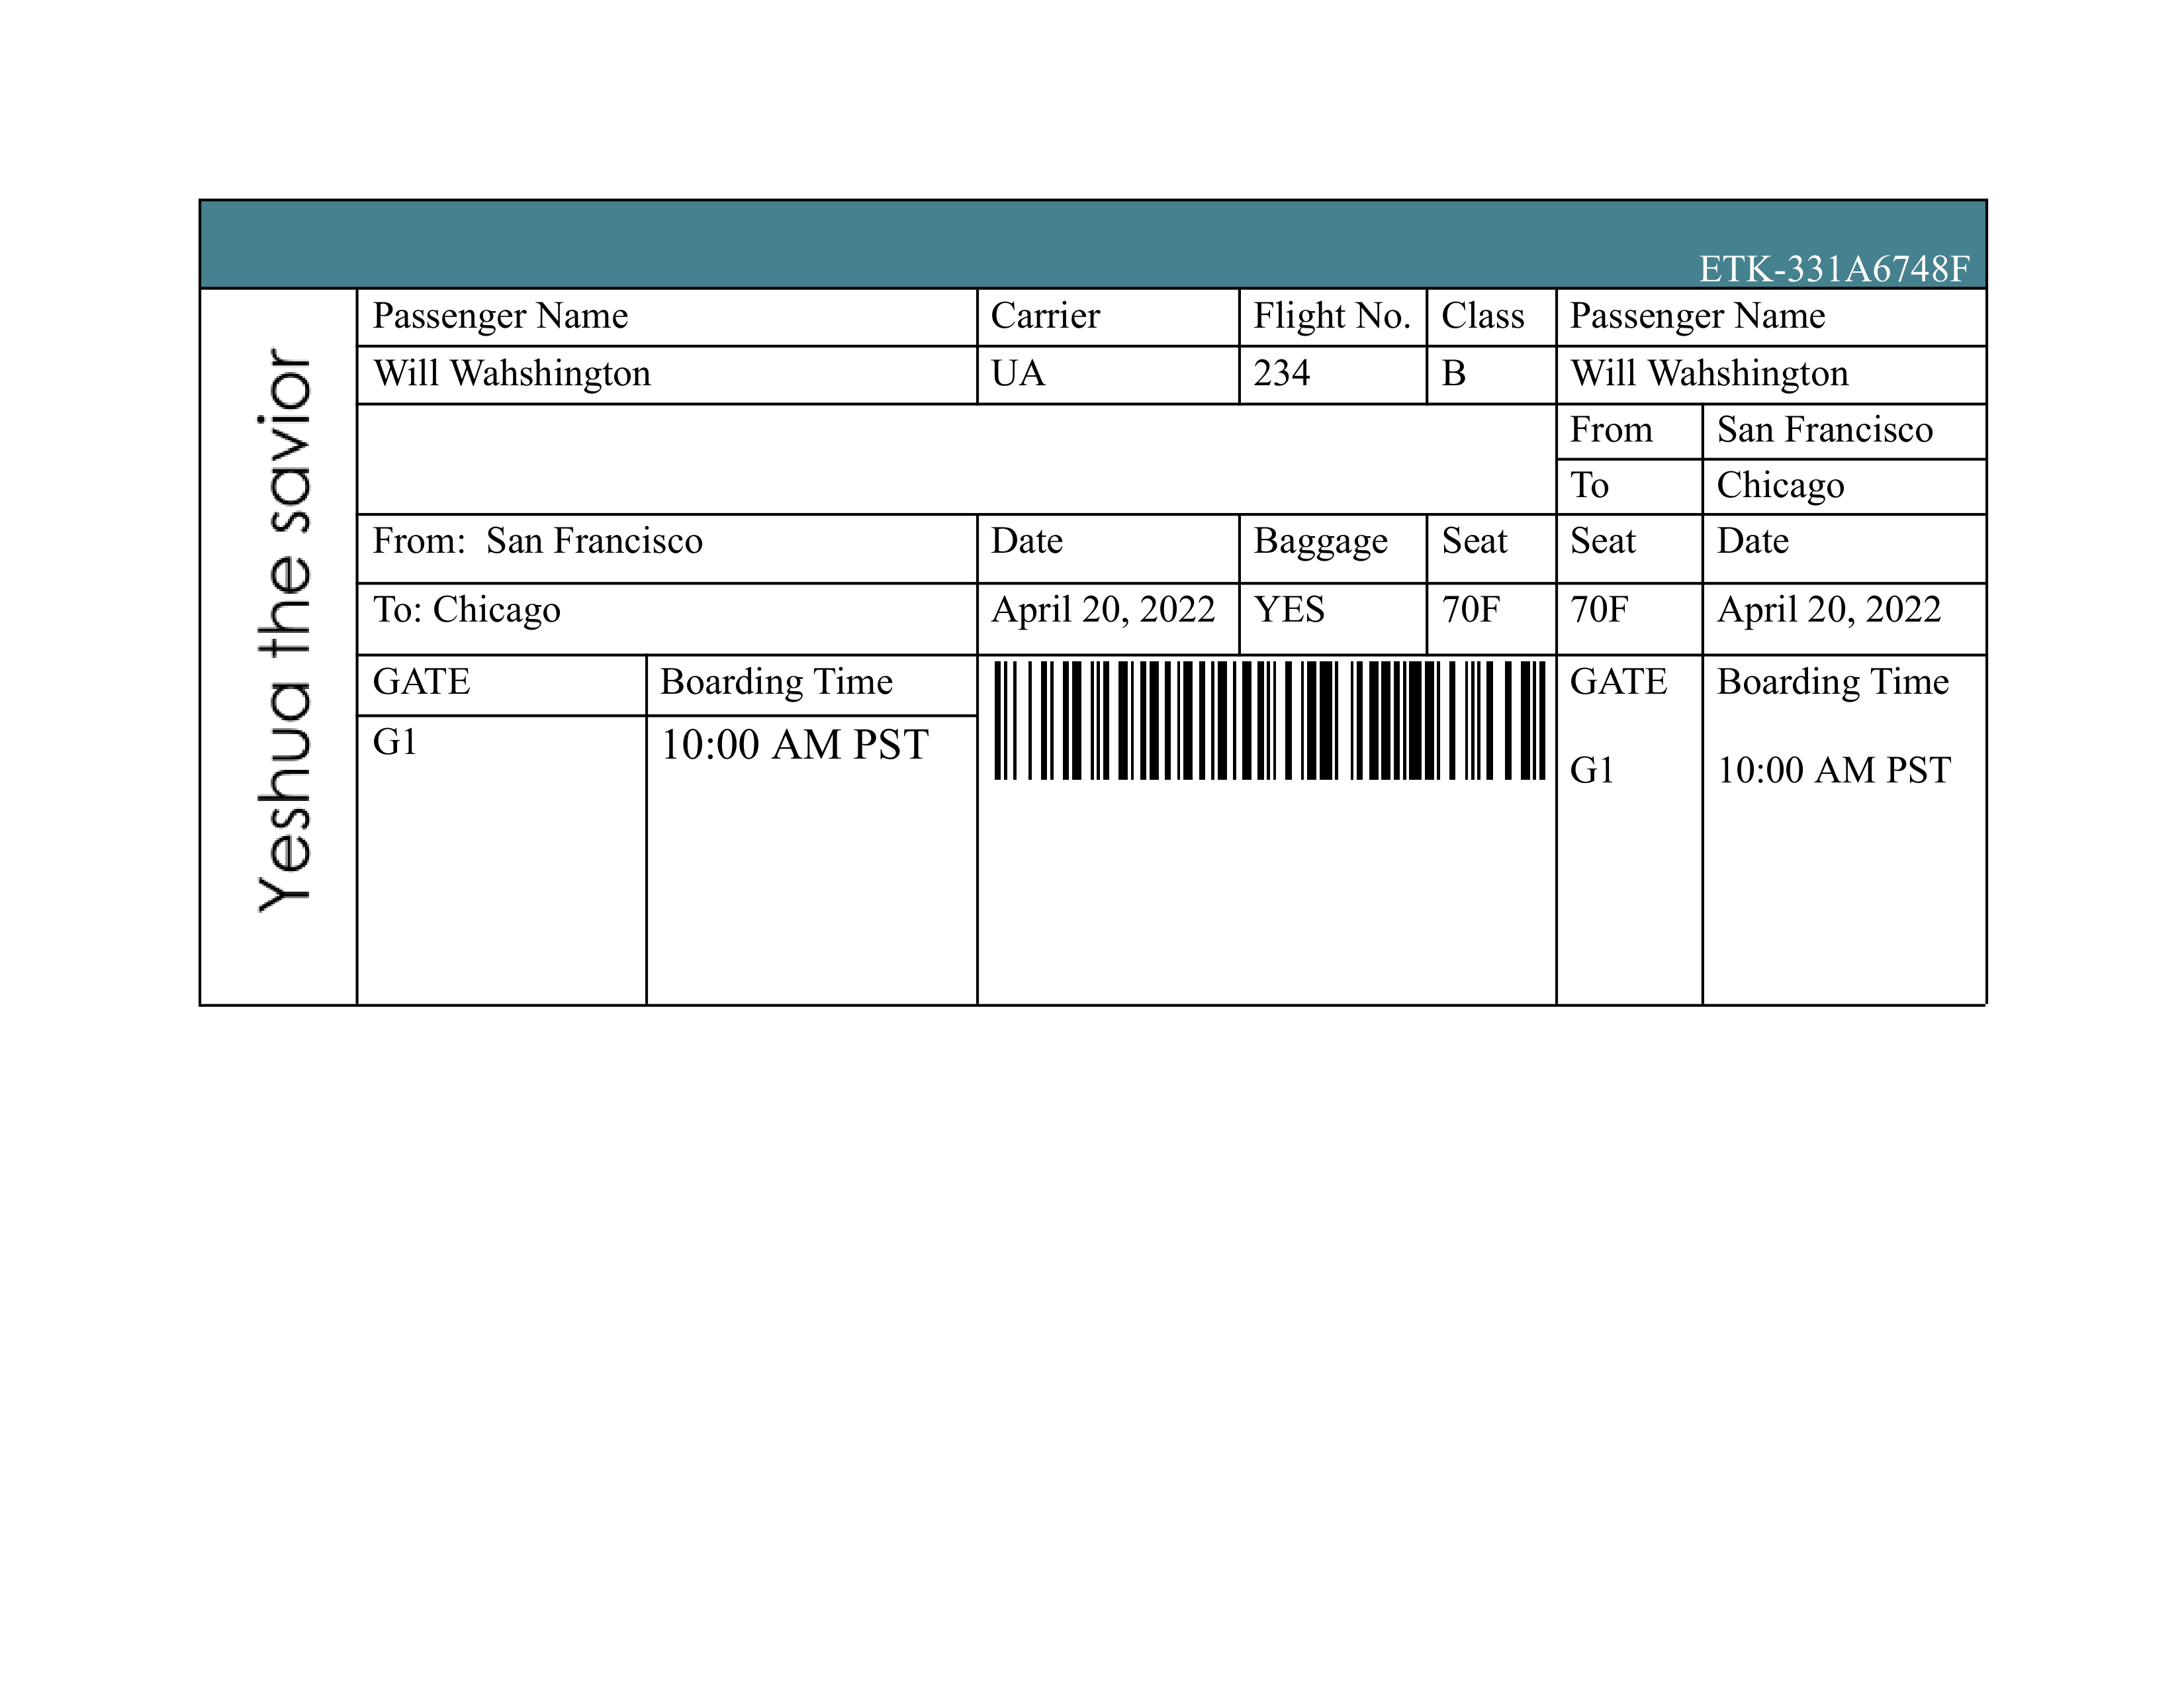 ETK-331A6748F
Yeshua the savior
Passenger Name Carrier Flight No. Class Passenger Name
Will Wahshington UA 234 B Will Wahshington
From San Francisco
To Chicago
From: San Francisco Date Baggage Seat Seat Date
To: Chicago April 20, 2022 YES 70F 70F April 20, 2022
GATE Boarding Time GATE Boarding Time
G1 10:00 AM PST G1 10:00 AM PST